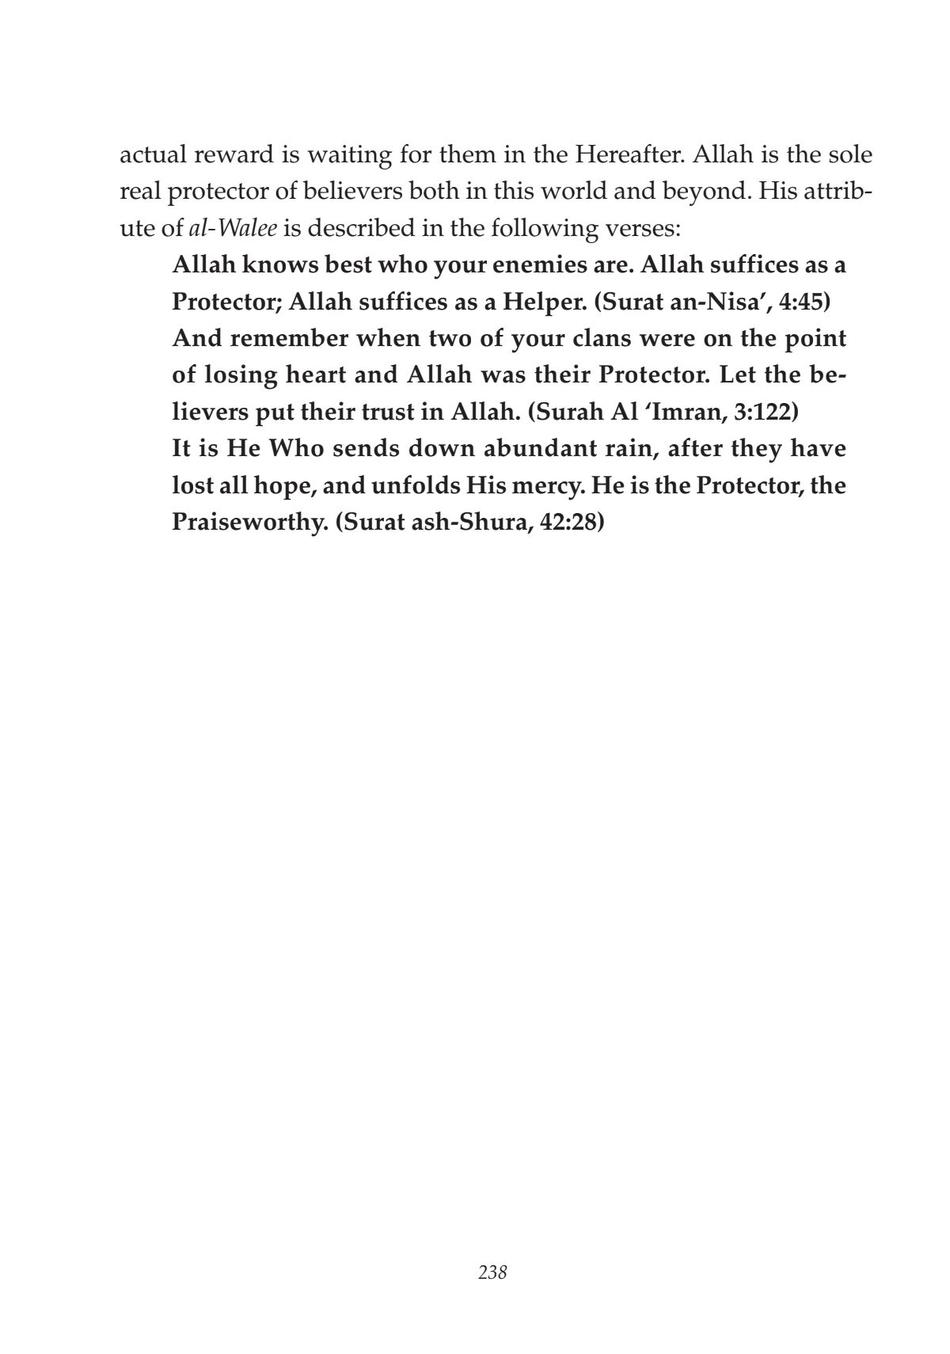 actual reward is waiting for them in the Hereafter. Allah is the sole
real protector of believers both in this world and beyond. His attrib-
ute of al-Walee is described in the following verses:
Allah knows best who your enemies are. Allah suffices as a
Protector; Allah suffices as a Helper. (Surat an-Nisa’, 4:45)
And remember when two of your clans were on the point
of losing heart and Allah was their Protector. Let the be-
lievers put their trust in Allah. (Surah Al ‘Imran, 3:122)
It is He Who sends down abundant rain, after they have
lost all hope, and unfolds His mercy. He is the Protector, the
Praiseworthy. (Surat ash-Shura, 42:28)
238